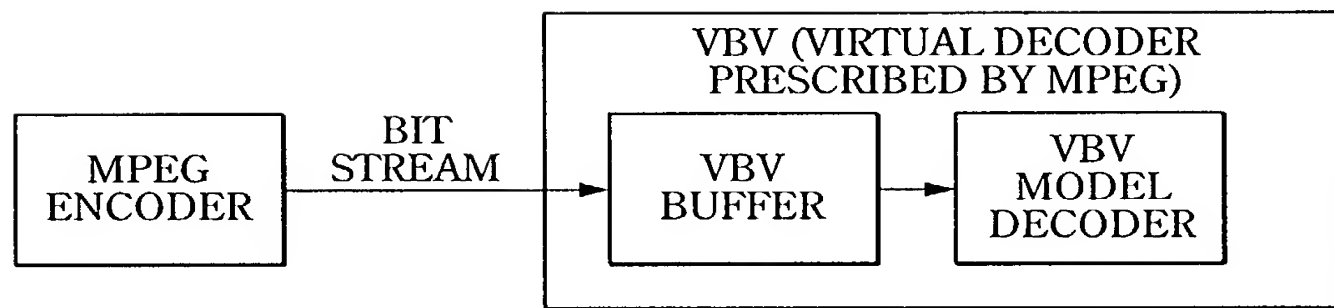 VBV (VIRTUAL DECODER
PRESCRIBED BY MPEG)
MPEG
ENCODER
BIT
STREAM
VBV
BUFFER
VBV
MODEL
DECODER